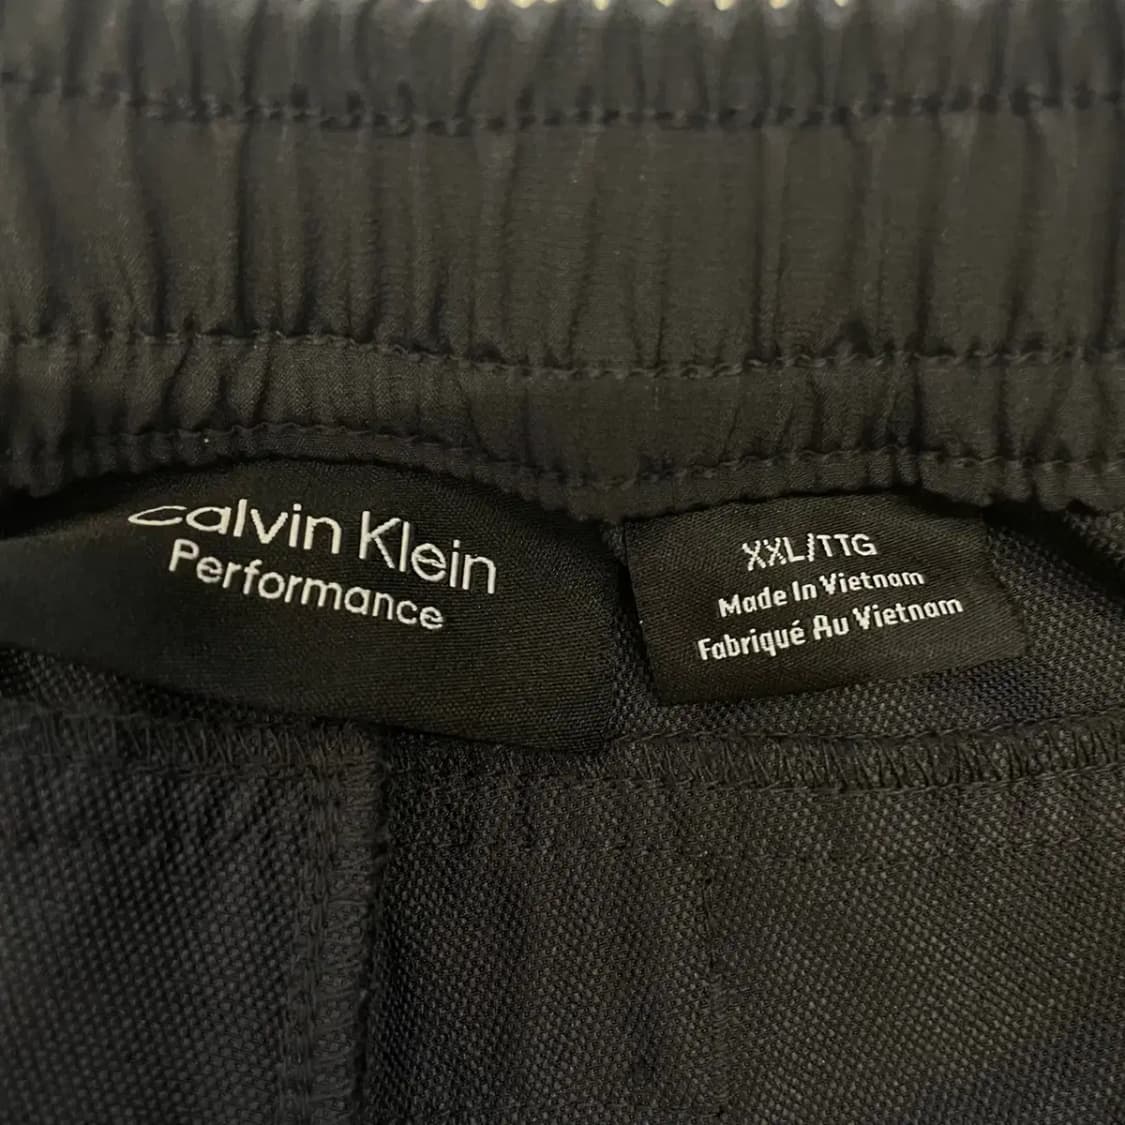 Calvin Klein
Performance
XXL/TTG
Made In Vietnam
Fabriqué Au Vietnam